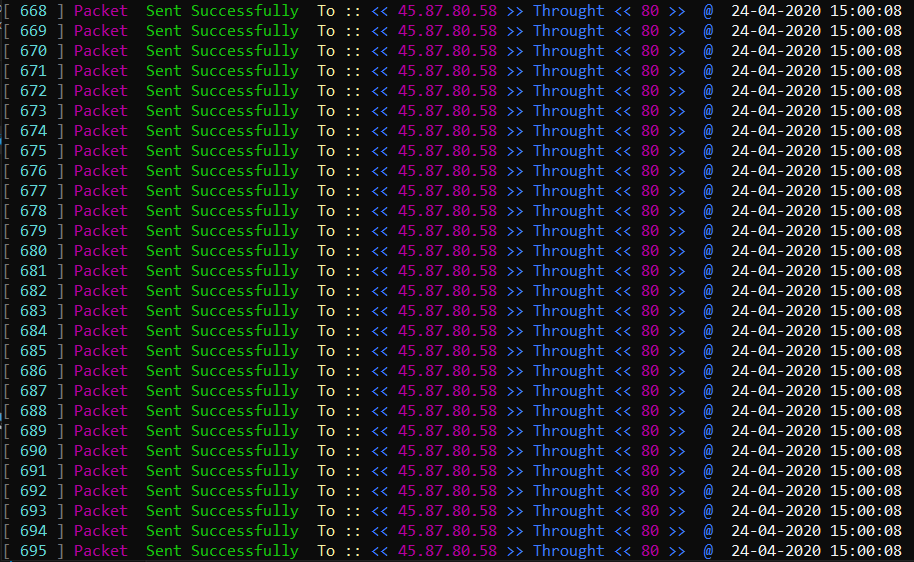 [ 668 ] Packet Sent Successfully To :: << 45.87.80.58 >> Throught << 80 >> @ 24-04-2020 15:00:08
[ 669 ] Packet Sent Successfully To :: << 45.87.80.58 >> Throught << 80 >> @ 24-04-2020 15:00:08
[ 670 ] Packet Sent Successfully To :: << 45.87.80.58 >> Throught << 80 >> @ 24-04-2020 15:00:08
[ 671 ] Packet Sent Successfully To :: << 45.87.80.58 >> Throught << 80 >> @ 24-04-2020 15:00:08
[ 672 ] Packet Sent Successfully To :: << 45.87.80.58 >> Throught << 80 >> @ 24-04-2020 15:00:08
[ 673 ] Packet Sent Successfully To :: << 45.87.80.58 >> Throught << 80 >> @ 24-04-2020 15:00:08
[ 674 ] Packet Sent Successfully To :: << 45.87.80.58 >> Throught << 80 >> @ 24-04-2020 15:00:08
[ 675 ] Packet Sent Successfully To :: << 45.87.80.58 >> Throught << 80 >> @ 24-04-2020 15:00:08
[ 676 ] Packet Sent Successfully To :: << 45.87.80.58 >> Throught << 80 >> @ 24-04-2020 15:00:08
[ 677 ] Packet Sent Successfully To :: << 45.87.80.58 >> Throught << 80 >> @ 24-04-2020 15:00:08
[ 678 ] Packet Sent Successfully To :: << 45.87.80.58 >> Throught << 80 >> @ 24-04-2020 15:00:08
[ 679 ] Packet Sent Successfully To :: << 45.87.80.58 >> Throught << 80 >> @ 24-04-2020 15:00:08
[ 680 ] Packet Sent Successfully To :: << 45.87.80.58 >> Throught << 80 >> @ 24-04-2020 15:00:08
[ 681 ] Packet Sent Successfully To :: << 45.87.80.58 >> Throught << 80 >> @ 24-04-2020 15:00:08
[ 682 ] Packet Sent Successfully To :: << 45.87.80.58 >> Throught << 80 >> @ 24-04-2020 15:00:08
[ 683 ] Packet Sent Successfully To :: << 45.87.80.58 >> Throught << 80 >> @ 24-04-2020 15:00:08
[ 684 ] Packet Sent Successfully To :: << 45.87.80.58 >> Throught << 80 >> @ 24-04-2020 15:00:08
[ 685 ] Packet Sent Successfully To :: << 45.87.80.58 >> Throught << 80 >> @ 24-04-2020 15:00:08
[ 686 ] Packet Sent Successfully To :: << 45.87.80.58 >> Throught << 80 >> @ 24-04-2020 15:00:08
[ 687 ] Packet Sent Successfully To :: << 45.87.80.58 >> Throught << 80 >> @ 24-04-2020 15:00:08
[ 688 ] Packet Sent Successfully To :: << 45.87.80.58 >> Throught << 80 >> @ 24-04-2020 15:00:08
[ 689 ] Packet Sent Successfully To :: << 45.87.80.58 >> Throught << 80 >> @ 24-04-2020 15:00:08
[ 690 ] Packet Sent Successfully To :: << 45.87.80.58 >> Throught << 80 >> @ 24-04-2020 15:00:08
[ 691 ] Packet Sent Successfully To :: << 45.87.80.58 >> Throught << 80 >> @ 24-04-2020 15:00:08
[ 692 ] Packet Sent Successfully To :: << 45.87.80.58 >> Throught << 80 >> @ 24-04-2020 15:00:08
[ 693 ] Packet Sent Successfully To :: << 45.87.80.58 >> Throught << 80 >> @ 24-04-2020 15:00:08
[ 694 ] Packet Sent Successfully To :: << 45.87.80.58 >> Throught << 80 >> @ 24-04-2020 15:00:08
[ 695 ] Packet Sent Successfully To :: << 45.87.80.58 >> Throught << 80 >> @ 24-04-2020 15:00:08